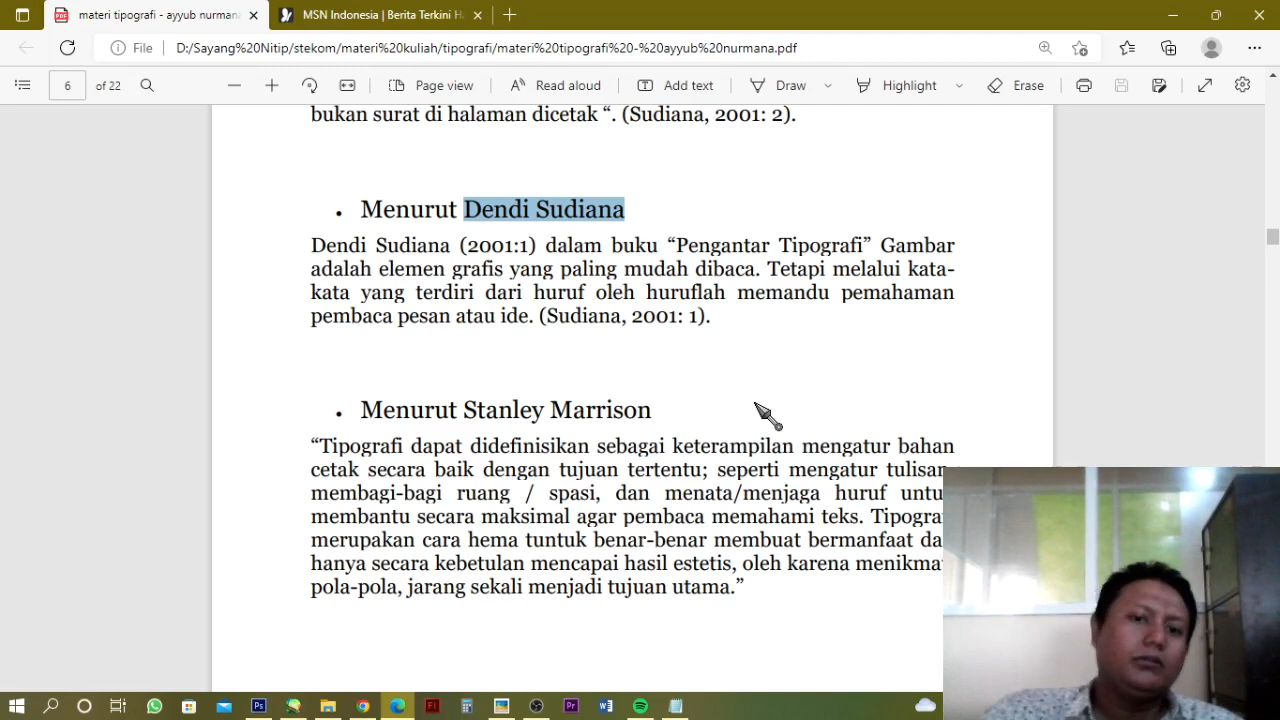 materi tipografi - ayyub nurmana
MSN Indonesia | Berita Terkini Ha
File
D:/Sayang%20Nitip/stekom/materi%20kuliah/tipografi/materi%20tipografi%20-%20ayyub%20nurmana.pdf
6 of 22
Page view
Read aloud
Add text
Draw
Highlight
Erase
bukan surat di halaman dicetak “. (Sudiana, 2001: 2).
• Menurut Dendi Sudiana
Dendi Sudiana (2001:1) dalam buku “Pengantar Tipografi” Gambar
adalah elemen grafis yang paling mudah dibaca. Tetapi melalui kata-
kata yang terdiri dari huruf oleh huruflah memandu pemahaman
pembaca pesan atau ide. (Sudiana, 2001: 1).
• Menurut Stanley Marrison
“Tipografi dapat didefinisikan sebagai keterampilan mengatur bahan
cetak secara baik dengan tujuan tertentu; seperti mengatur tulisan
membagi-bagi ruang / spasi, dan menata/menjaga huruf untu
membantu secara maksimal agar pembaca memahami teks. Tipogra
merupakan cara hema tuntuk benar-benar membuat bermanfaat da
hanya secara kebetulan mencapai hasil estetis, oleh karena menikma
pola-pola, jarang sekali menjadi tujuan utama.”